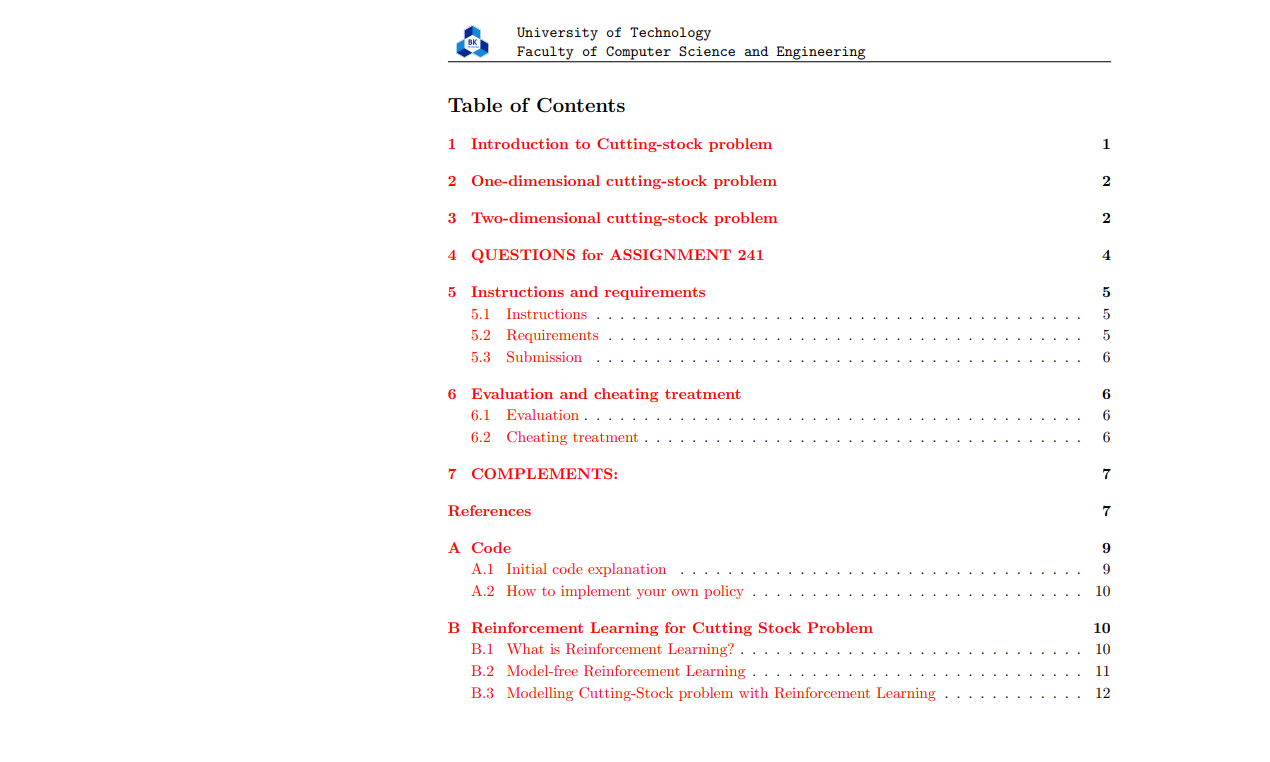 BK
University of Technology
Faculty of Computer Science and Engineering
Table of Contents
1 Introduction to Cutting-stock problem 1
2 One-dimensional cutting-stock problem 2
3 Two-dimensional cutting-stock problem 2
4 QUESTIONS for ASSIGNMENT 241 4
5 Instructions and requirements 5
5.1 Instructions . . . . . . . . . . . . . . . . . . . . . . . . . . . . . . . . . . . . . . . . . 5
5.2 Requirements . . . . . . . . . . . . . . . . . . . . . . . . . . . . . . . . . . . . . . . . 5
5.3 Submission . . . . . . . . . . . . . . . . . . . . . . . . . . . . . . . . . . . . . . . . . 6
6 Evaluation and cheating treatment 6
6.1 Evaluation . . . . . . . . . . . . . . . . . . . . . . . . . . . . . . . . . . . . . . . . . . 6
6.2 Cheating treatment . . . . . . . . . . . . . . . . . . . . . . . . . . . . . . . . . . . . . 6
7 COMPLEMENTS: 7
References 7
A Code 9
A.1 Initial code explanation . . . . . . . . . . . . . . . . . . . . . . . . . . . . . . . . . . 9
A.2 How to implement your own policy . . . . . . . . . . . . . . . . . . . . . . . . . . . . 10
B Reinforcement Learning for Cutting Stock Problem 10
B.1 What is Reinforcement Learning? . . . . . . . . . . . . . . . . . . . . . . . . . . . . . 10
B.2 Model-free Reinforcement Learning . . . . . . . . . . . . . . . . . . . . . . . . . . . . 11
B.3 Modelling Cutting-Stock problem with Reinforcement Learning . . . . . . . . . . . . 12